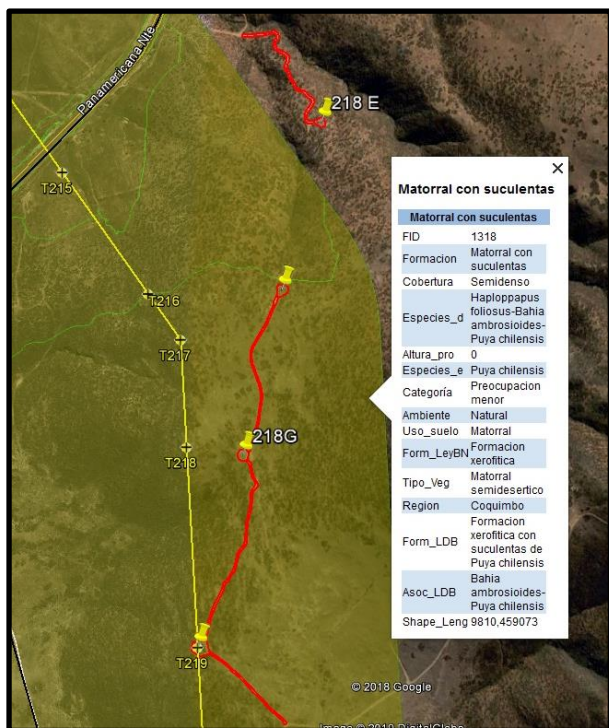 Panamericana Nte
218 E
T215
T216
T217
218G
T218
T219
Matorral con suculentas
Matorral con suculentas
FID 1318
Formacion Matorral con
suculentas
Cobertura Semidenso
Especies_d Haploppapus
foliosus-Bahia
ambrosioides-
Puya chilensis
Altura_pro 0
Especies_e Puya chilensis
Categoría Preocupacion
menor
Ambiente Natural
Uso_suelo Matorral
Form_LeyBN Formacion
xerofitica
Tipo_Veg Matorral
semidesertico
Region Coquimbo
Form_LDB Formacion
xerofitica con
suculentas de
Puya chilensis
Asoc_LDB Bahia
ambrosioides-
Puya chilensis
Shape_Leng 9810,459073
© 2018 Google
Image © 2019 DigitalGlobe